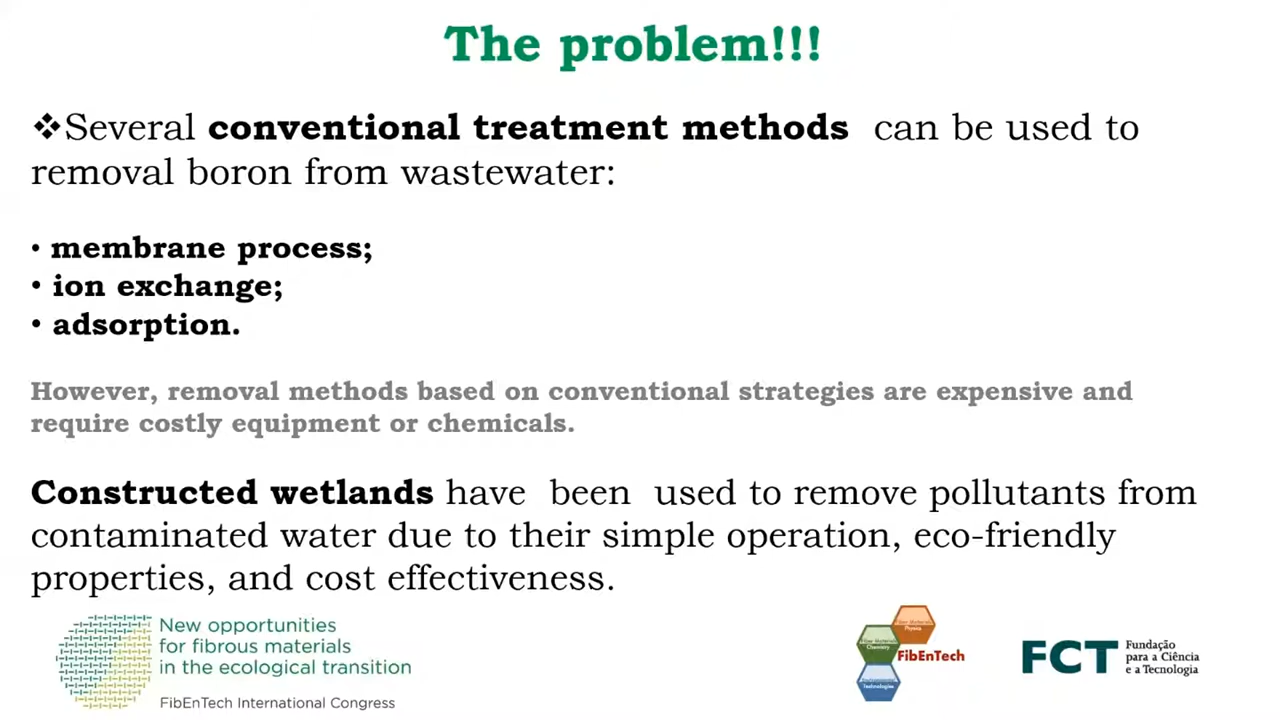 The problem!!!
❖Several conventional treatment methods can be used to
removal boron from wastewater:
• membrane process;
• ion exchange;
• adsorption.
However, removal methods based on conventional strategies are expensive and
require costly equipment or chemicals.
Constructed wetlands have been used to remove pollutants from
contaminated water due to their simple operation, eco-friendly
properties, and cost effectiveness.
New opportunities
for fibrous materials
in the ecological transition
FibEnTech International Congress
Physics
Chemistry
FibEnTech
Technologies
FCT
Fundação
para a Ciência
e a Tecnologia